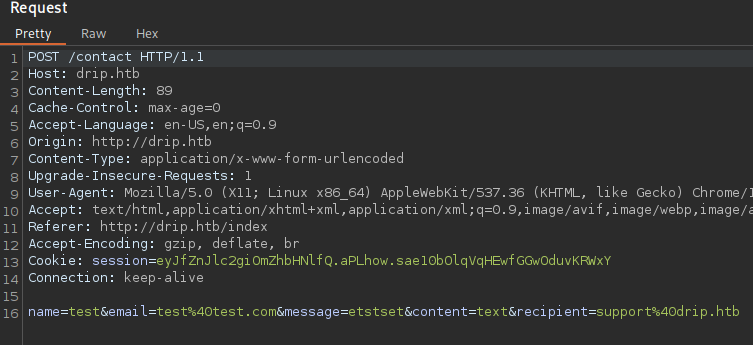 Request
Pretty Raw Hex
1 POST /contact HTTP/1.1
2 Host: drip.htb
3 Content-Length: 89
4 Cache-Control: max-age=0
5 Accept-Language: en-US,en;q=0.9
6 Origin: http://drip.htb
7 Content-Type: application/x-www-form-urlencoded
8 Upgrade-Insecure-Requests: 1
9 User-Agent: Mozilla/5.0 (X11; Linux x86_64) AppleWebKit/537.36 (KHTML, like Gecko) Chrome/1
10 Accept: text/html,application/xhtml+xml,application/xml;q=0.9,image/avif,image/webp,image/a
11 Referer: http://drip.htb/index
12 Accept-Encoding: gzip, deflate, br
13 Cookie: session=eyJfZnJlc2giOmZhbHNlfQ.aPLhow.sae10bOlqVqHEwfGGwOduvKRWxY
14 Connection: keep-alive
15
16 name=test&email=test%40test.com&message=etstset&content=text&recipient=support%40drip.htb